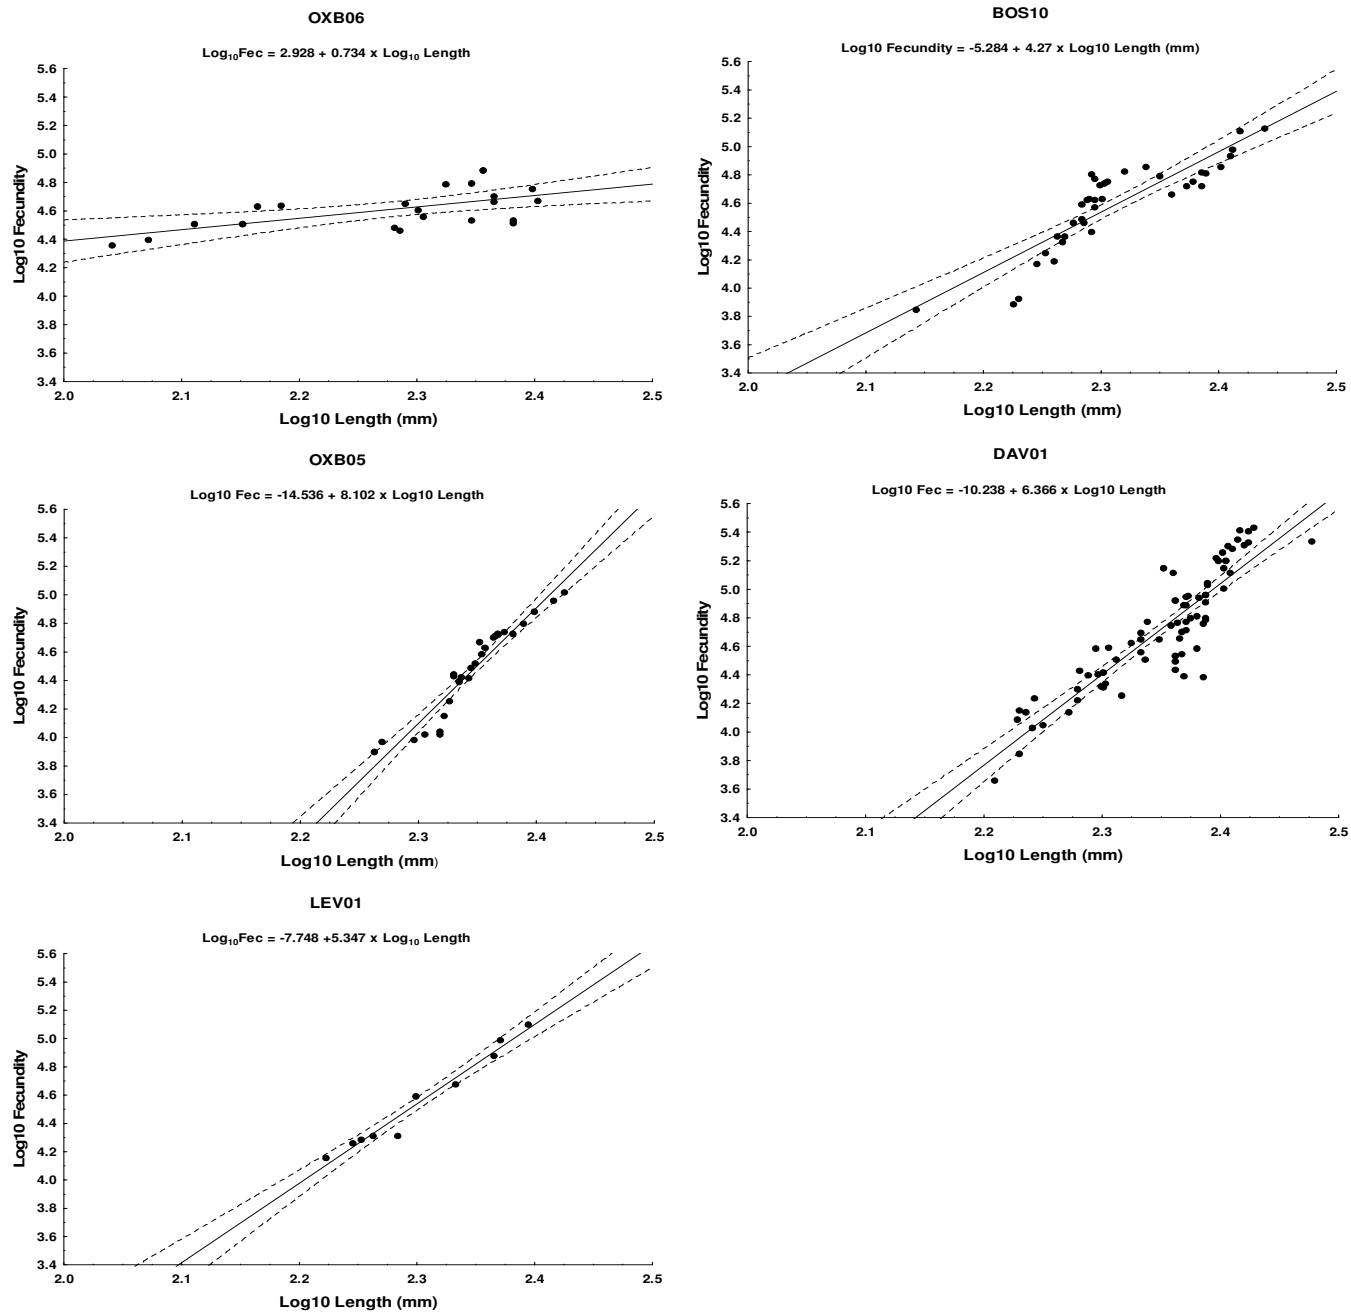 OXB06
Log₁₀Fec = 2.928 + 0.734 x Log₁₀ Length
5.6
5.4
5.2
5.0
4.8
4.6
4.4
4.2
4.0
3.8
3.6
3.4
Log10 Fecundity
2.0 2.1 2.2 2.3 2.4 2.5
Log10 Length (mm)
BOS10
Log10 Fecundity = -5.284 + 4.27 x Log10 Length (mm)
5.6
5.4
5.2
5.0
4.8
4.6
4.4
4.2
4.0
3.8
3.6
3.4
Log10 Fecundity
2.0 2.1 2.2 2.3 2.4 2.5
Log10 Length (mm)
OXB05
Log10 Fec = -14.536 + 8.102 x Log10 Length
5.6
5.4
5.2
5.0
4.8
4.6
4.4
4.2
4.0
3.8
3.6
3.4
Log10 Fecundity
2.0 2.1 2.2 2.3 2.4 2.5
Log10 Length (mm)
DAV01
Log10 Fec = -10.238 + 6.366 x Log10 Length
5.6
5.4
5.2
5.0
4.8
4.6
4.4
4.2
4.0
3.8
3.6
3.4
Log10 Fecundity
2.0 2.1 2.2 2.3 2.4 2.5
Log10 Length (mm)
LEV01
Log₁₀Fec = -7.748 +5.347 x Log₁₀ Length
5.6
5.4
5.2
5.0
4.8
4.6
4.4
4.2
4.0
3.8
3.6
3.4
Log10 Fecundity
2.0 2.1 2.2 2.3 2.4 2.5
Log10 Length (mm)